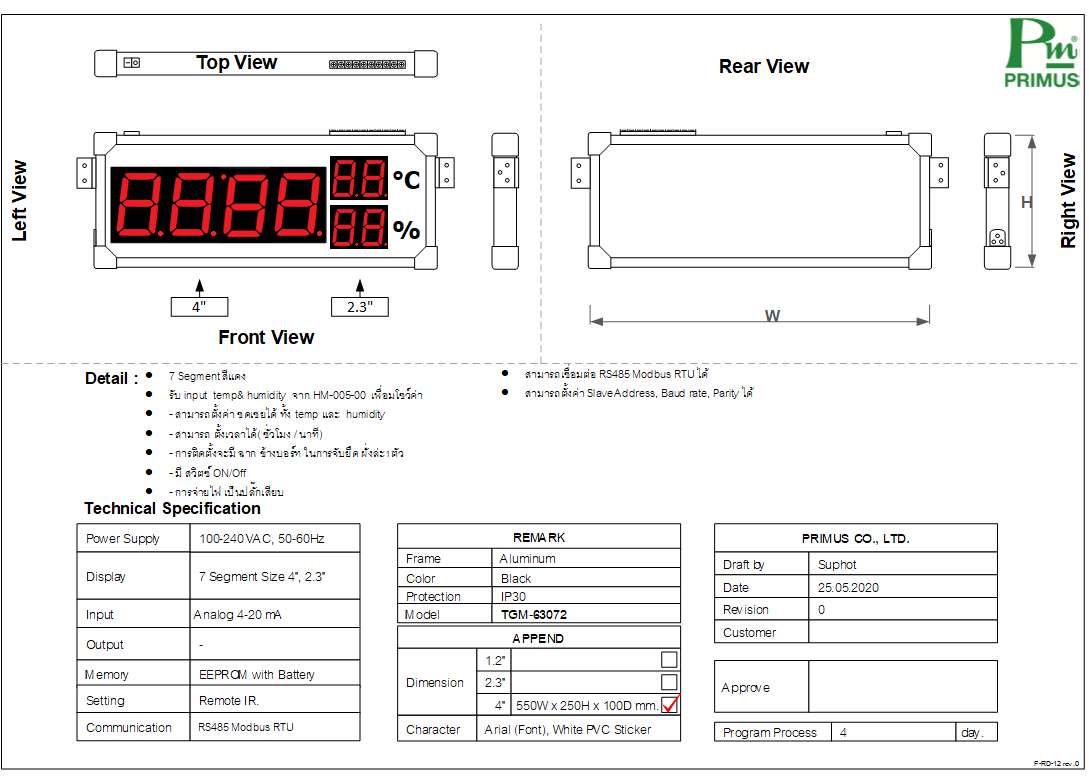 Top View
Rear View
Pm®
PRIMUS
Left View
8.8.8.8.
8.8. °C
8.8. %
H
Right View
4"
2.3"
W
Front View
Detail :
7 Segment สีแดง
รับ input temp& humidity จาก HM-005-00 เพื่อมโชว์ค่า
- สามารถตั้งค่า ชดเชยได้ ทั้ง temp และ humidity
- สามารถ ตั้งเวลาได้( ชั่วโมง / นาที)
- การติดตั้งจะมี ฉาก ข้างบอร์ท ในการจับยึด ฝั่งล่ะ1 ตัว
- มี สวิตซ์ ON/Off
- การจ่ายไฟ เป็นปลั๊กเสียบ
สามารถเชื่อมต่อ RS485 Modbus RTU ได้
สามารถตั้งค่า Slave Address, Baud rate, Parity ได้
Technical Specification
Power Supply 100-240 VAC, 50-60Hz
Display 7 Segment Size 4", 2.3"
Input Analog 4-20 mA
Output -
Memory EEPROM with Battery
Setting Remote IR.
Communication RS485 Modbus RTU
REMARK
Frame Aluminum
Color Black
Protection IP30
Model TGM-63072
APPEND
Dimension
1.2"
2.3"
4" 550W x 250H x 100D mm.
Character Arial (Font), White PVC Sticker
PRIMUS CO., LTD.
Draft by Suphot
Date 25.05.2020
Revision 0
Customer
Approve
Program Process 4 day.
F-RD-12 rev .0